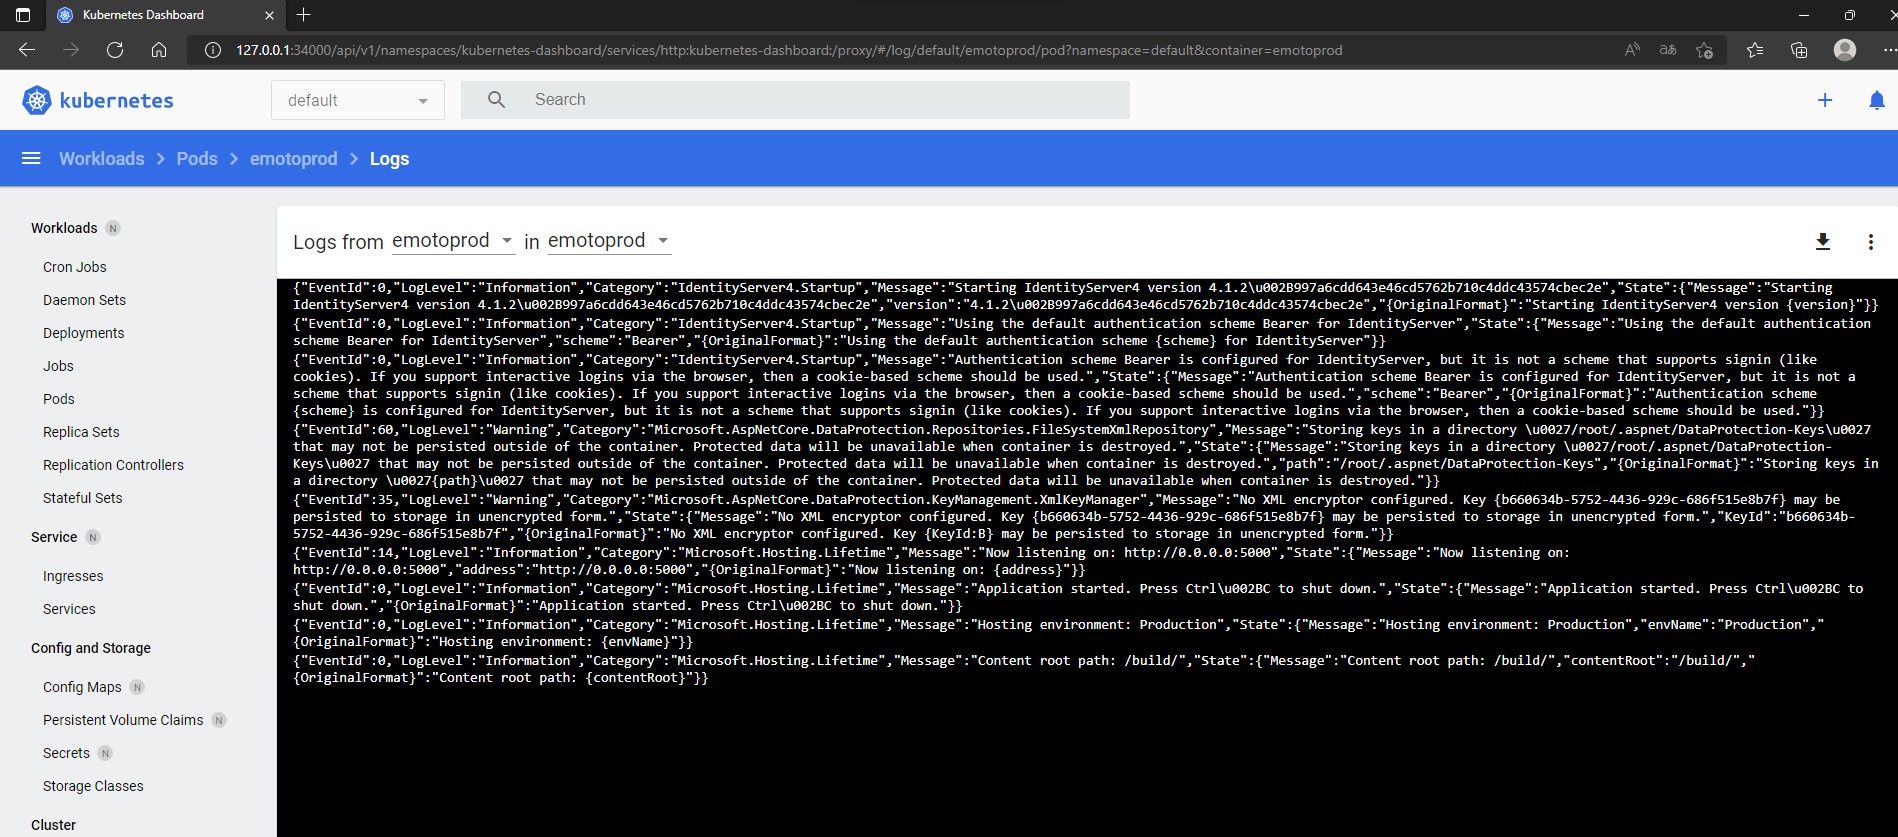 Kubernetes Dashboard
127.0.0.1:34000/api/v1/namespaces/kubernetes-dashboard/services/http:kubernetes-dashboard:/proxy/#/log/default/emotoprod/pod?namespace=default&container=emotoprod
kubernetes
default
Search
Workloads > Pods > emotoprod > Logs
Workloads N
Cron Jobs
Daemon Sets
Deployments
Jobs
Pods
Replica Sets
Replication Controllers
Stateful Sets
Service N
Ingresses
Services
Config and Storage
Config Maps N
Persistent Volume Claims N
Secrets N
Storage Classes
Cluster
Logs from emotoprod in emotoprod
{"EventId":0,"LogLevel":"Information","Category":"IdentityServer4.Startup","Message":"Starting IdentityServer4 version 4.1.2\u002B997a6cdd643e46cd5762b710c4ddc43574cbec2e","State":{"Message":"Starting
IdentityServer4 version 4.1.2\u002B997a6cdd643e46cd5762b710c4ddc43574cbec2e","version":"4.1.2\u002B997a6cdd643e46cd5762b710c4ddc43574cbec2e","{OriginalFormat}":"Starting IdentityServer4 version {version}"}}
{"EventId":0,"LogLevel":"Information","Category":"IdentityServer4.Startup","Message":"Using the default authentication scheme Bearer for IdentityServer","State":{"Message":"Using the default authentication
scheme Bearer for IdentityServer","scheme":"Bearer","{OriginalFormat}":"Using the default authentication scheme {scheme} for IdentityServer"}}
{"EventId":0,"LogLevel":"Information","Category":"IdentityServer4.Startup","Message":"Authentication scheme Bearer is configured for IdentityServer, but it is not a scheme that supports signin (like
cookies). If you support interactive logins via the browser, then a cookie-based scheme should be used.","State":{"Message":"Authentication scheme Bearer is configured for IdentityServer, but it is not a
scheme that supports signin (like cookies). If you support interactive logins via the browser, then a cookie-based scheme should be used.","scheme":"Bearer","{OriginalFormat}":"Authentication scheme
{scheme} is configured for IdentityServer, but it is not a scheme that supports signin (like cookies). If you support interactive logins via the browser, then a cookie-based scheme should be used."}}
{"EventId":60,"LogLevel":"Warning","Category":"Microsoft.AspNetCore.DataProtection.Repositories.FileSystemXmlRepository","Message":"Storing keys in a directory \u0027/root/.aspnet/DataProtection-Keys\u0027
that may not be persisted outside of the container. Protected data will be unavailable when container is destroyed.","State":{"Message":"Storing keys in a directory \u0027/root/.aspnet/DataProtection-
Keys\u0027 that may not be persisted outside of the container. Protected data will be unavailable when container is destroyed.","path":"/root/.aspnet/DataProtection-Keys","{OriginalFormat}":"Storing keys in
a directory \u0027{path}\u0027 that may not be persisted outside of the container. Protected data will be unavailable when container is destroyed."}}
{"EventId":35,"LogLevel":"Warning","Category":"Microsoft.AspNetCore.DataProtection.KeyManagement.XmlKeyManager","Message":"No XML encryptor configured. Key {b660634b-5752-4436-929c-686f515e8b7f} may be
persisted to storage in unencrypted form.","State":{"Message":"No XML encryptor configured. Key {b660634b-5752-4436-929c-686f515e8b7f} may be persisted to storage in unencrypted form.","KeyId":"b660634b-
5752-4436-929c-686f515e8b7f","{OriginalFormat}":"No XML encryptor configured. Key {KeyId:B} may be persisted to storage in unencrypted form."}}
{"EventId":14,"LogLevel":"Information","Category":"Microsoft.Hosting.Lifetime","Message":"Now listening on: http://0.0.0.0:5000","State":{"Message":"Now listening on:
http://0.0.0.0:5000","address":"http://0.0.0.0:5000","{OriginalFormat}":"Now listening on: {address}"}}
{"EventId":0,"LogLevel":"Information","Category":"Microsoft.Hosting.Lifetime","Message":"Application started. Press Ctrl\u002BC to shut down.","State":{"Message":"Application started. Press Ctrl\u002BC to
shut down.","{OriginalFormat}":"Application started. Press Ctrl\u002BC to shut down."}}
{"EventId":0,"LogLevel":"Information","Category":"Microsoft.Hosting.Lifetime","Message":"Hosting environment: Production","State":{"Message":"Hosting environment: Production","envName":"Production","
{OriginalFormat}":"Hosting environment: {envName}"}}
{"EventId":0,"LogLevel":"Information","Category":"Microsoft.Hosting.Lifetime","Message":"Content root path: /build/","State":{"Message":"Content root path: /build/","contentRoot":"/build/","
{OriginalFormat}":"Content root path: {contentRoot}"}}